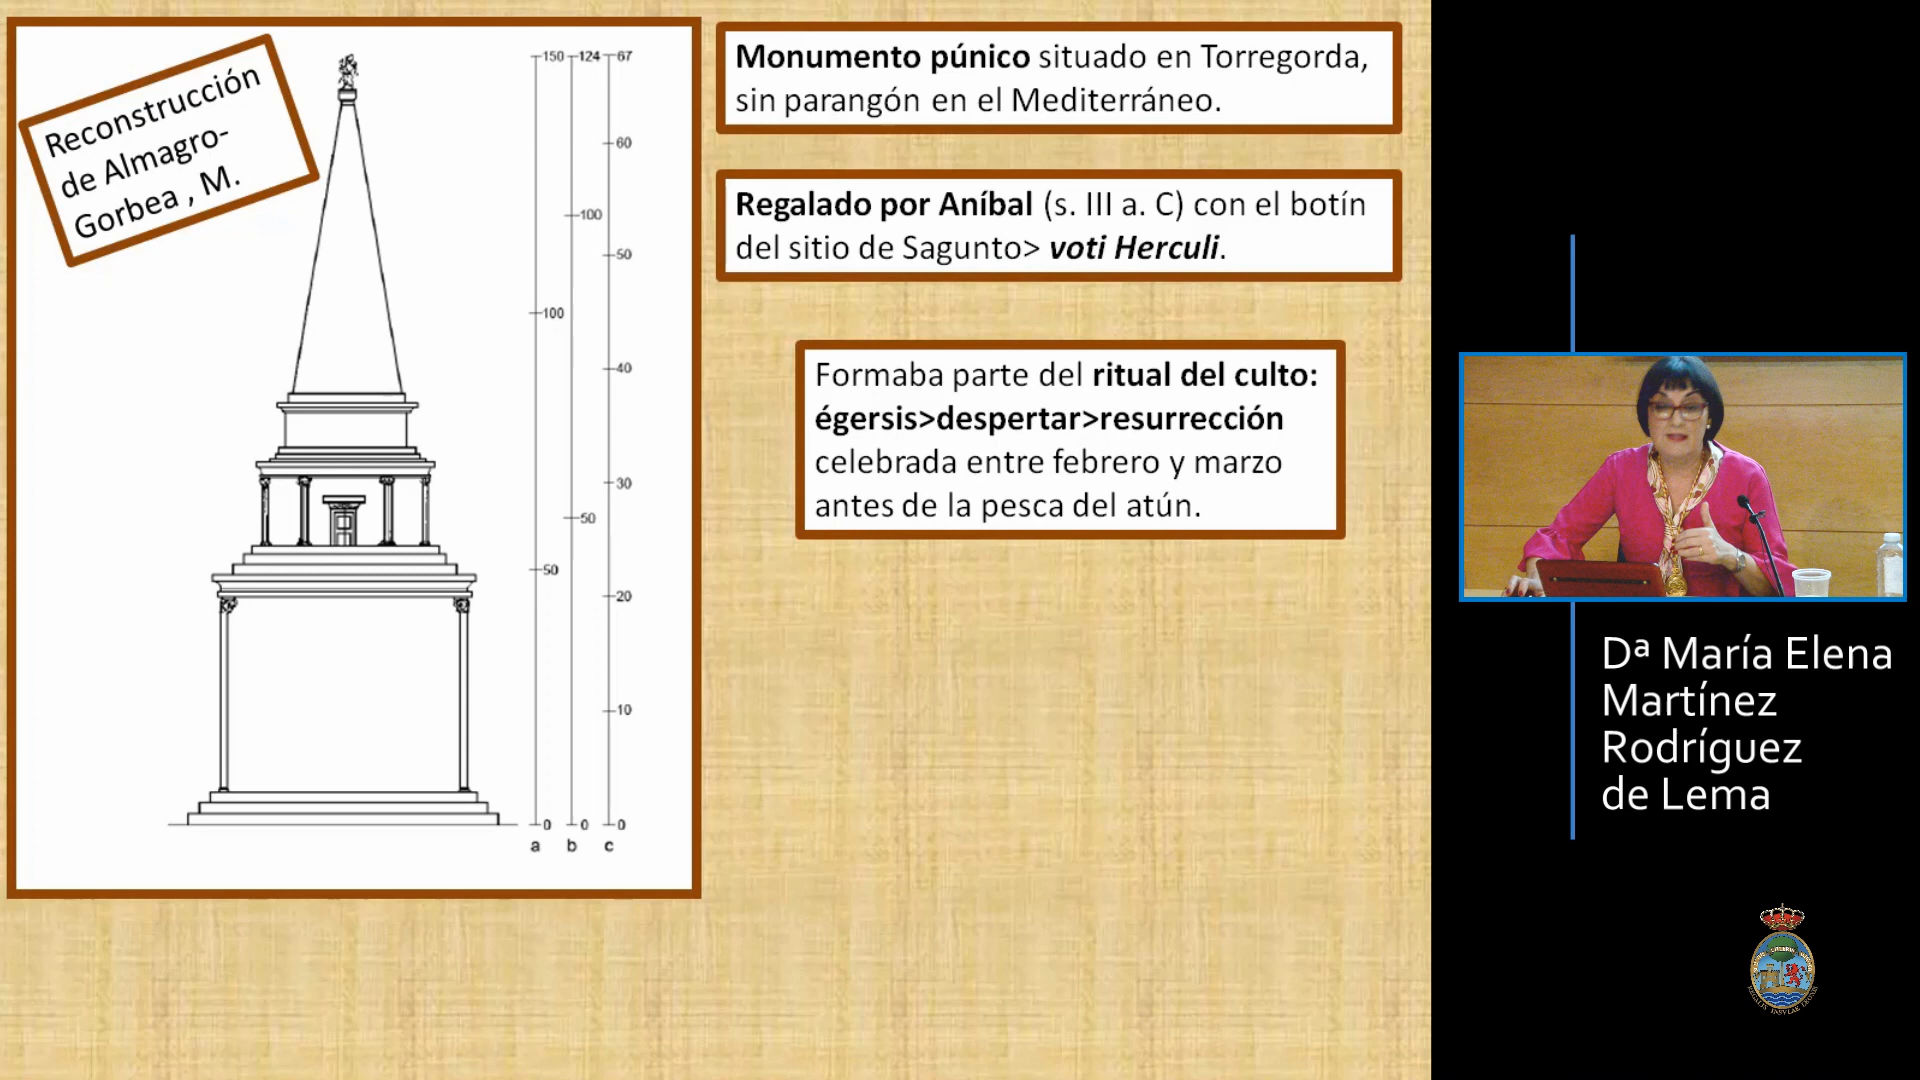 Reconstrucción
de Almagro-
Gorbea , M.
150 124 67
60
100
50
100
40
30
50
50
20
10
0 0 0
a b c
Monumento púnico situado en Torregorda,
sin parangón en el Mediterráneo.
Regalado por Aníbal (s. III a. C) con el botín
del sitio de Sagunto> voti Herculi.
Formaba parte del ritual del culto:
égersis>despertar>resurrección
celebrada entre febrero y marzo
antes de la pesca del atún.
Dª María Elena
Martínez
Rodríguez
de Lema